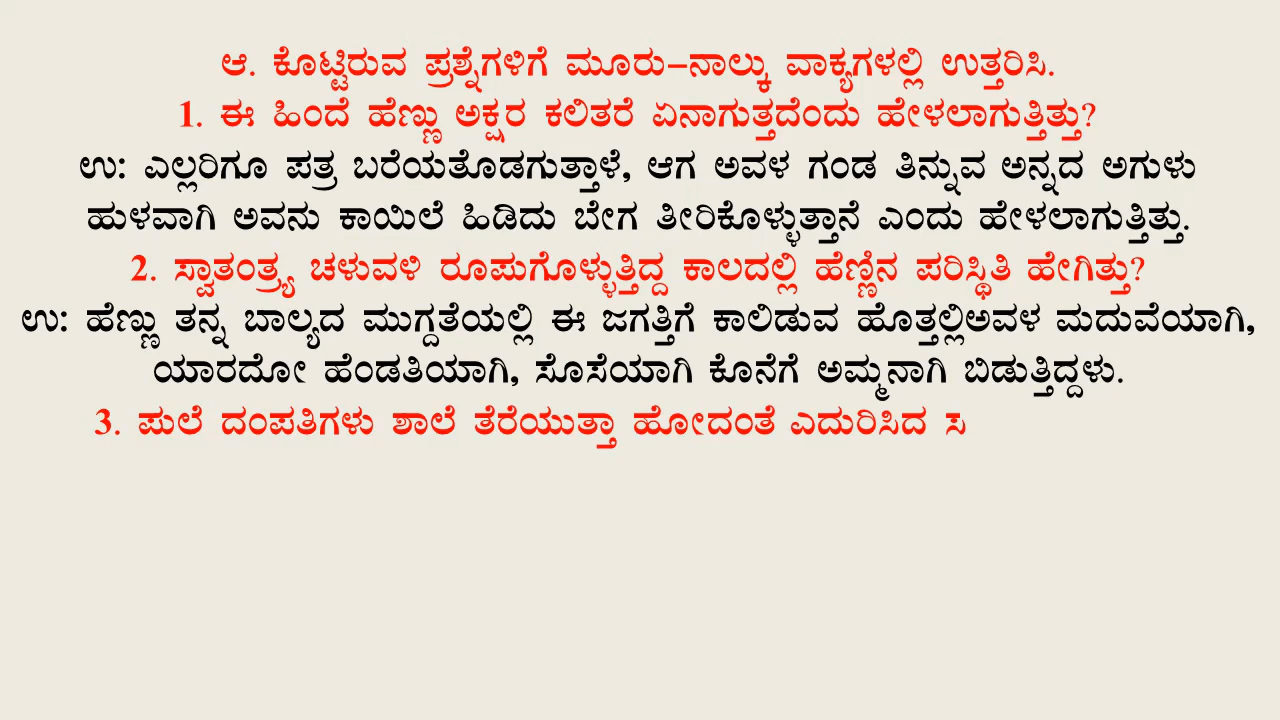 ಆ. ಕೊಟ್ಟಿರುವ ಪ್ರಶ್ನೆಗಳಿಗೆ ಮೂರು-ನಾಲ್ಕು ವಾಕ್ಯಗಳಲ್ಲಿ ಉತ್ತರಿಸಿ.
1. ಈ ಹಿಂದೆ ಹೆಣ್ಣು ಅಕ್ಷರ ಕಲಿತರೆ ಏನಾಗುತ್ತದೆಂದು ಹೇಳಲಾಗುತ್ತಿತ್ತು?
ಉ: ಎಲ್ಲರಿಗೂ ಪತ್ರ ಬರೆಯತೊಡಗುತ್ತಾಳೆ, ಆಗ ಅವಳ ಗಂಡ ತಿನ್ನುವ ಅನ್ನದ ಅಗುಳು
ಹುಳವಾಗಿ ಅವನು ಕಾಯಿಲೆ ಹಿಡಿದು ಬೇಗ ತೀರಿಕೊಳ್ಳುತ್ತಾನೆ ಎಂದು ಹೇಳಲಾಗುತ್ತಿತ್ತು.
2. ಸ್ವಾತಂತ್ರ್ಯ ಚಳುವಳಿ ರೂಪುಗೊಳ್ಳುತ್ತಿದ್ದ ಕಾಲದಲ್ಲಿ ಹೆಣ್ಣಿನ ಪರಿಸ್ಥಿತಿ ಹೇಗಿತ್ತು?
ಉ: ಹೆಣ್ಣು ತನ್ನ ಬಾಲ್ಯದ ಮುಗ್ದತೆಯಲ್ಲಿ ಈ ಜಗತ್ತಿಗೆ ಕಾಲಿಡುವ ಹೊತ್ತಲ್ಲಿಅವಳ ಮದುವೆಯಾಗಿ,
ಯಾರದೋ ಹೆಂಡತಿಯಾಗಿ, ಸೊಸೆಯಾಗಿ ಕೊನೆಗೆ ಅಮ್ಮನಾಗಿ ಬಿಡುತ್ತಿದ್ದಳು.
3. ಪುಲೆ ದಂಪತಿಗಳು ಶಾಲೆ ತೆರೆಯುತ್ತಾ ಹೋದಂತೆ ಎದುರಿಸಿದ ಸ